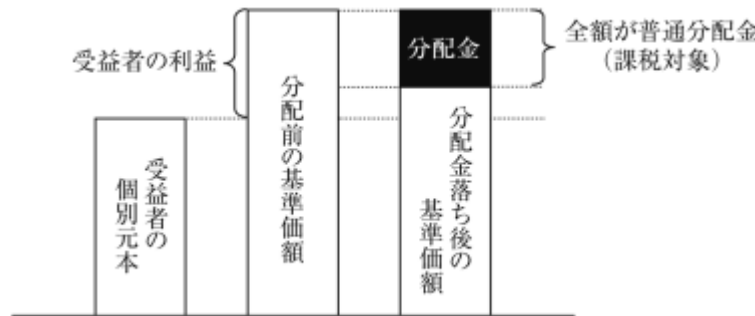 受益者の利益
分配金
全額が普通分配金
(課税対象)
受益者の
個別元本
分配前の基準価額
分配金落ち後の
基準価額